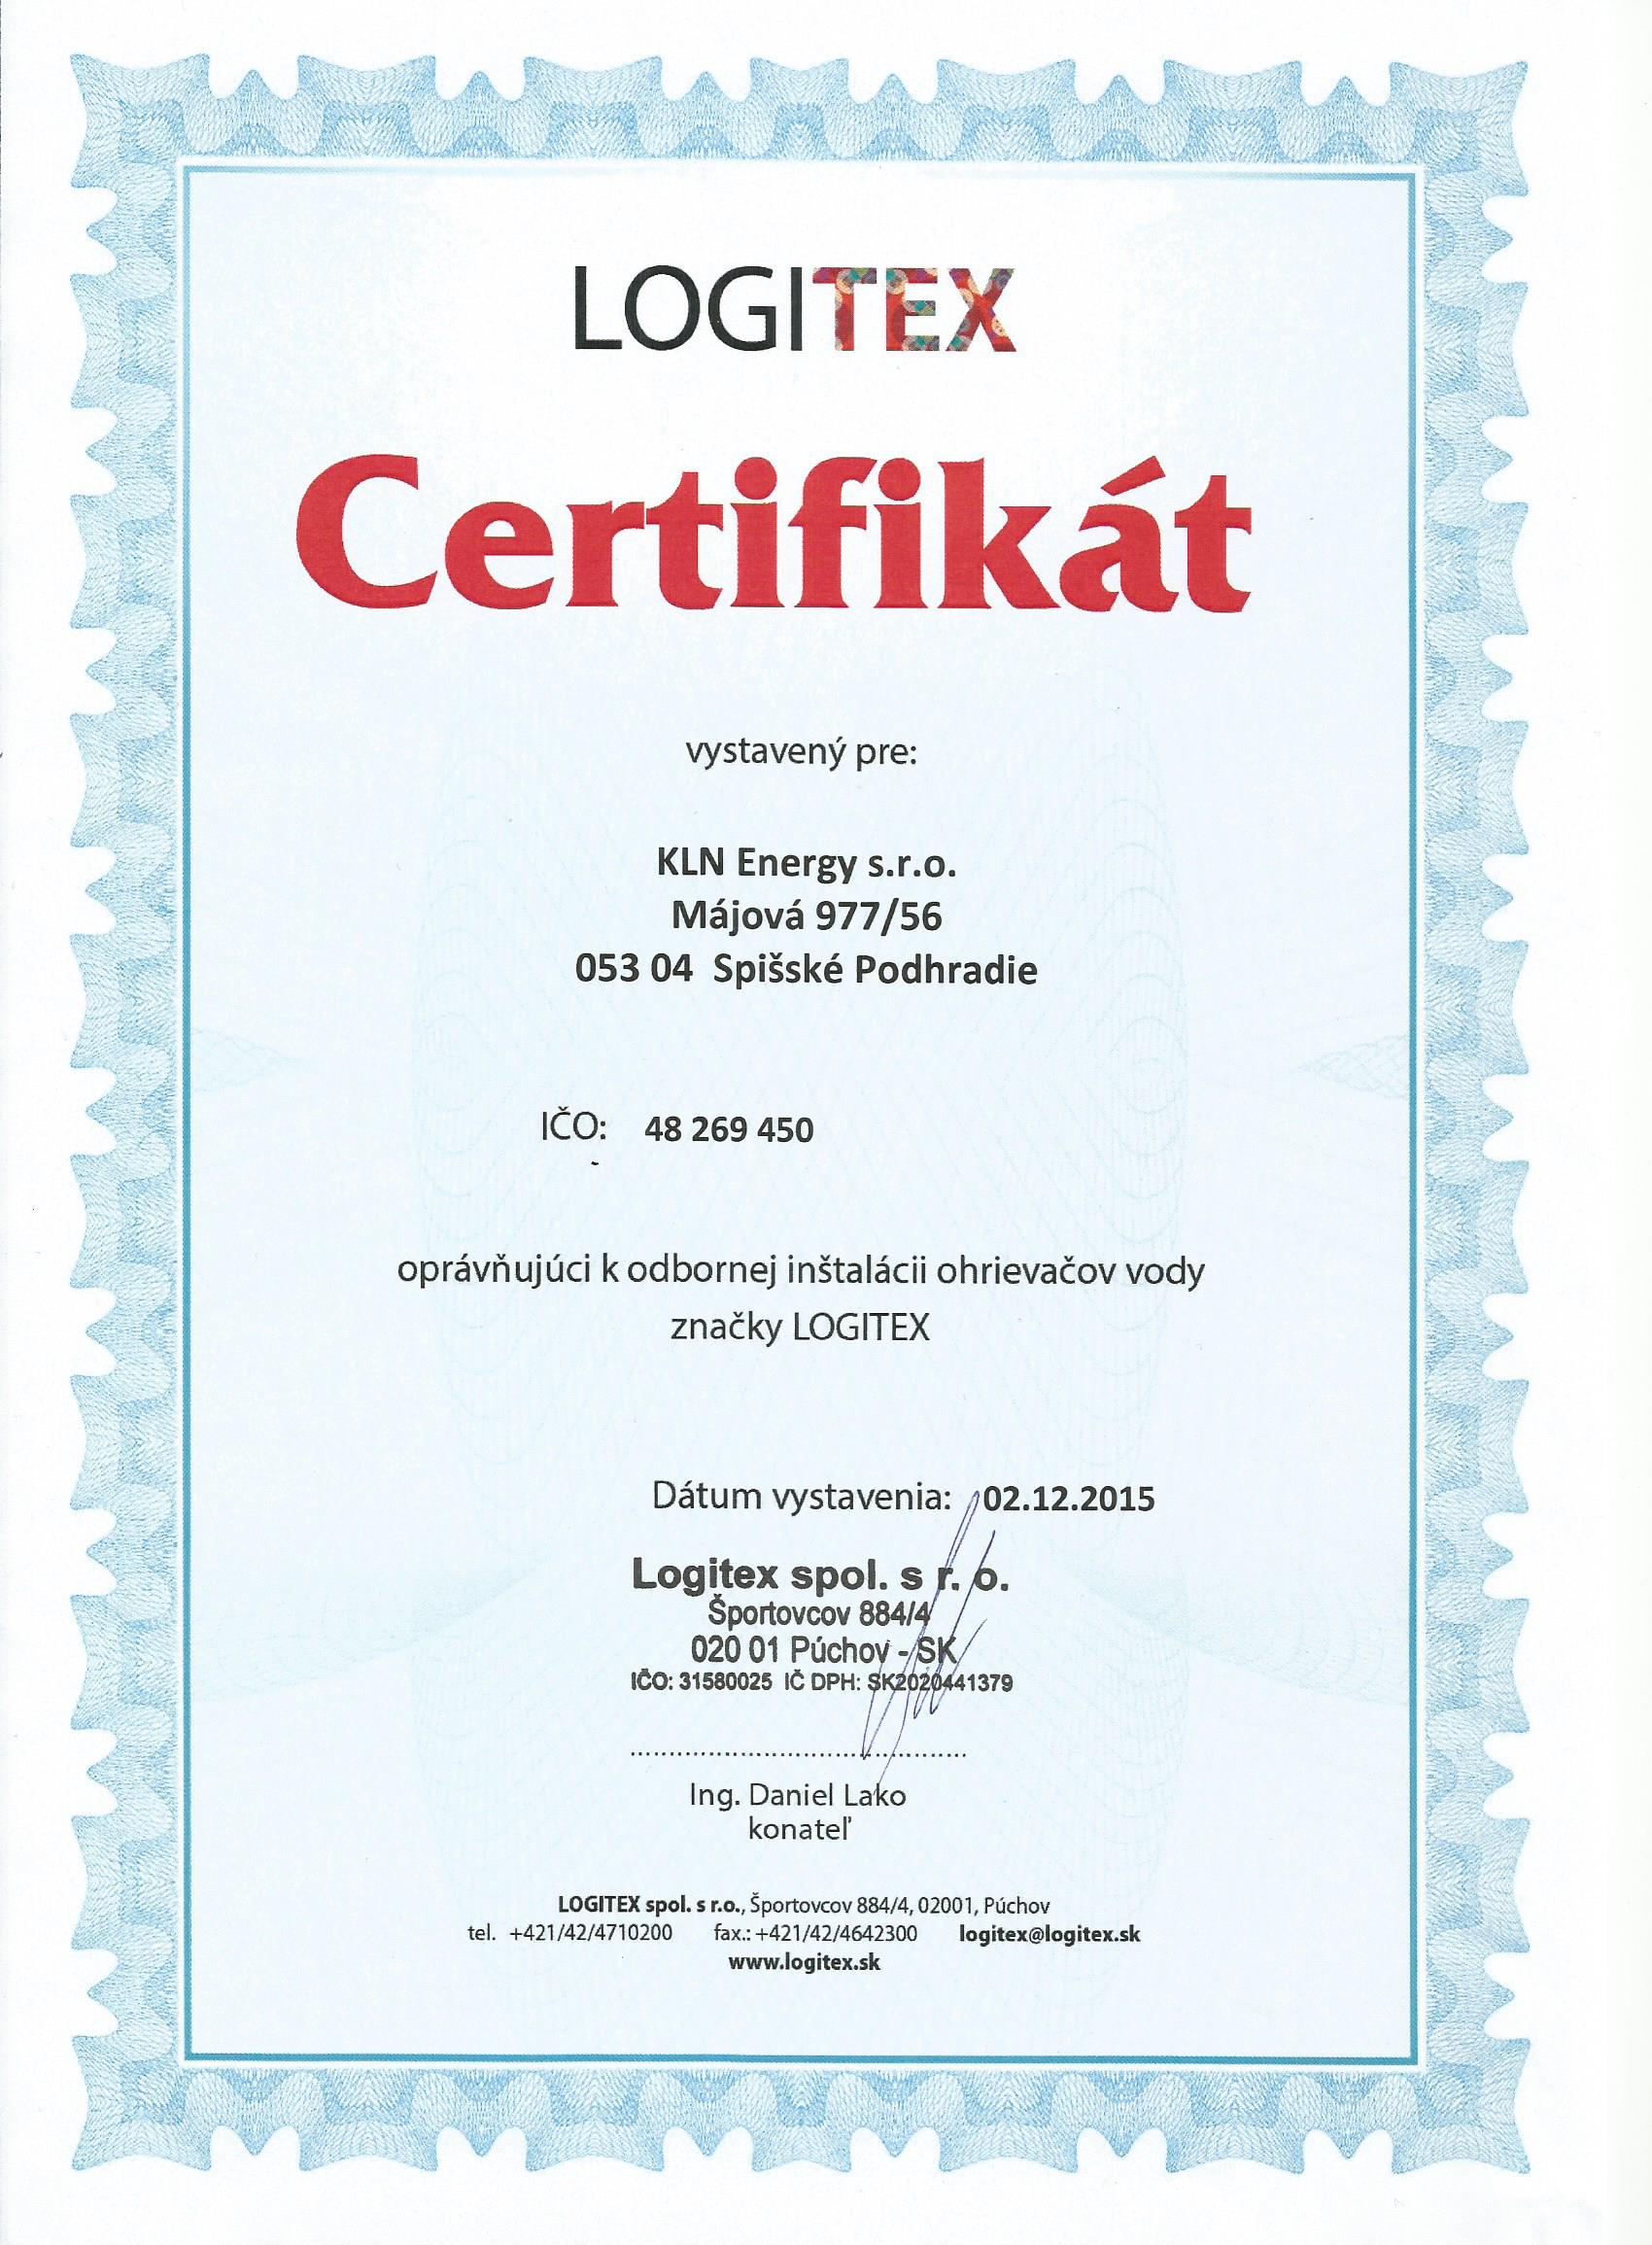 LOGITEX
Certifikát
vystavený pre:
KLN Energy s.r.o.
Májová 977/56
053 04 Spišské Podhradie
IČO: 48 269 450
oprávňujúci k odbornej inštalácii ohrievačov vody
značky LOGITEX
Dátum vystavenia: 02.12.2015
Logitex spol. s r. o.
Športovcov 884/4
020 01 Púchov - SK
IČO: 31580025 IČ DPH: SK2020441379
Ing. Daniel Lako
konateľ
LOGITEX spol. s r.o., Športovcov 884/4, 02001, Púchov
tel. +421/42/4710200 fax.: +421/42/4642300 logitex@logitex.sk
www.logitex.sk